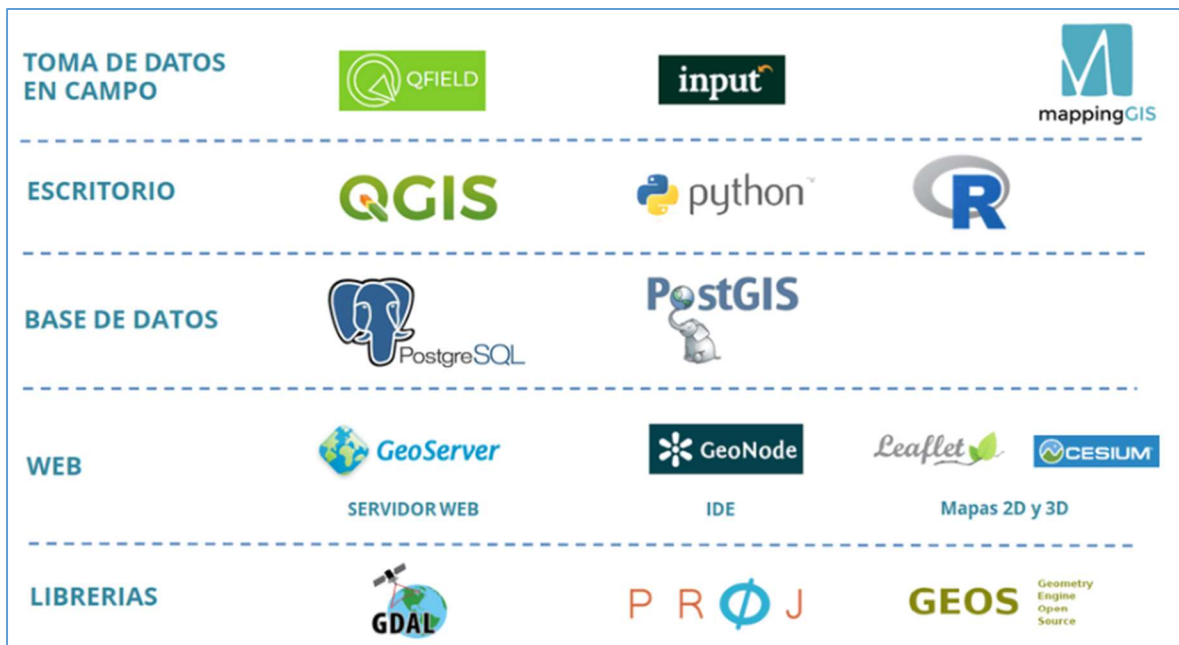 TOMA DE DATOS
EN CAMPO
QFIELD
input
mappingGIS
ESCRITORIO
QGIS
python
R
BASE DE DATOS
PostgreSQL
PostGIS
WEB
GeoServer
GeoNode
Leaflet
CESIUM
SERVIDOR WEB
IDE
Mapas 2D y 3D
LIBRERIAS
GDAL
PRØJ
GEOS
Geometry
Engine
Open
Source